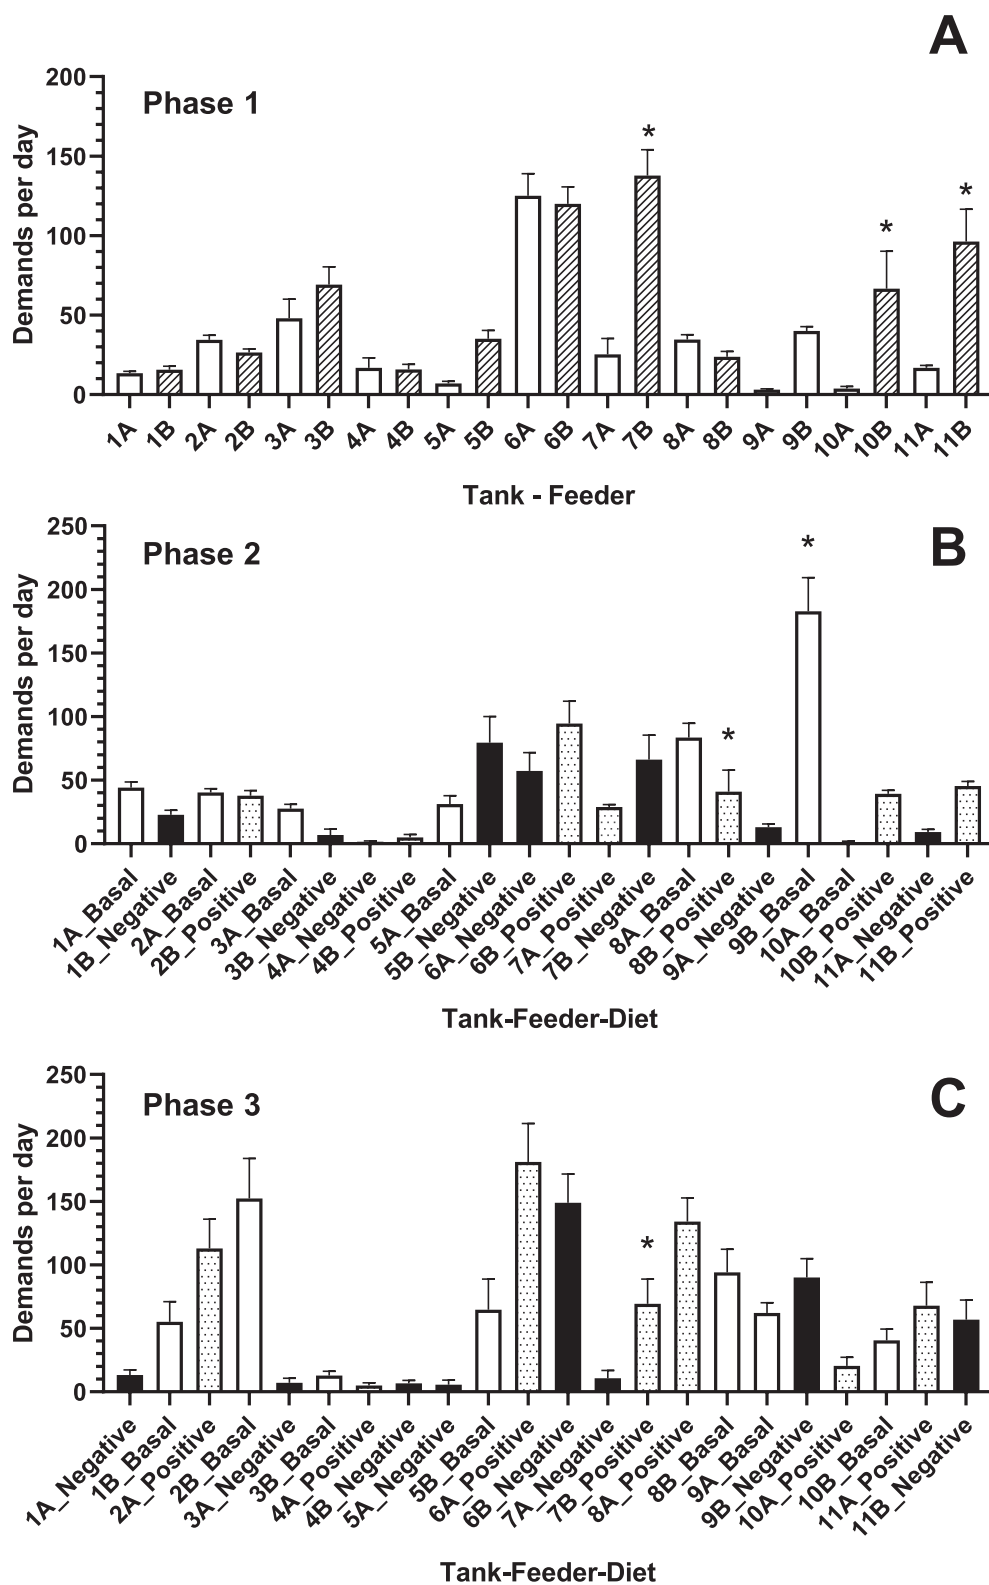 A
Phase 1
Demands per day
200
150
100
50
0
*
*
*
1A 1B 2A 2B 3A 3B 4A 4B 5A 5B 6A 6B 7A 7B 8A 8B 9A 9B 10A 10B 11A 11B
Tank - Feeder
B
Phase 2
Demands per day
250
200
150
100
50
0
*
*
1A_Basal
1B_Negative
2A_Basal
2B_Positive
3A_Basal
3B_Negative
4A_Negative
4B_Positive
5A_Basal
5B_Negative
6A_Negative
6B_Positive
7A_Positive
7B_Negative
8A_Basal
8B_Positive
9A_Negative
9B_Basal
10A_Basal
10B_Positive
11A_Negative
11B_Positive
Tank-Feeder-Diet
C
Phase 3
Demands per day
250
200
150
100
50
0
*
1A_Negative
1B_Basal
2A_Positive
2B_Basal
3A_Negative
3B_Basal
4A_Positive
4B_Negative
5A_Negative
5B_Basal
6A_Positive
6B_Negative
7A_Negative
7B_Positive
8A_Positive
8B_Basal
9A_Basal
9B_Negative
10A_Positive
10B_Basal
11A_Positive
11B_Negative
Tank-Feeder-Diet